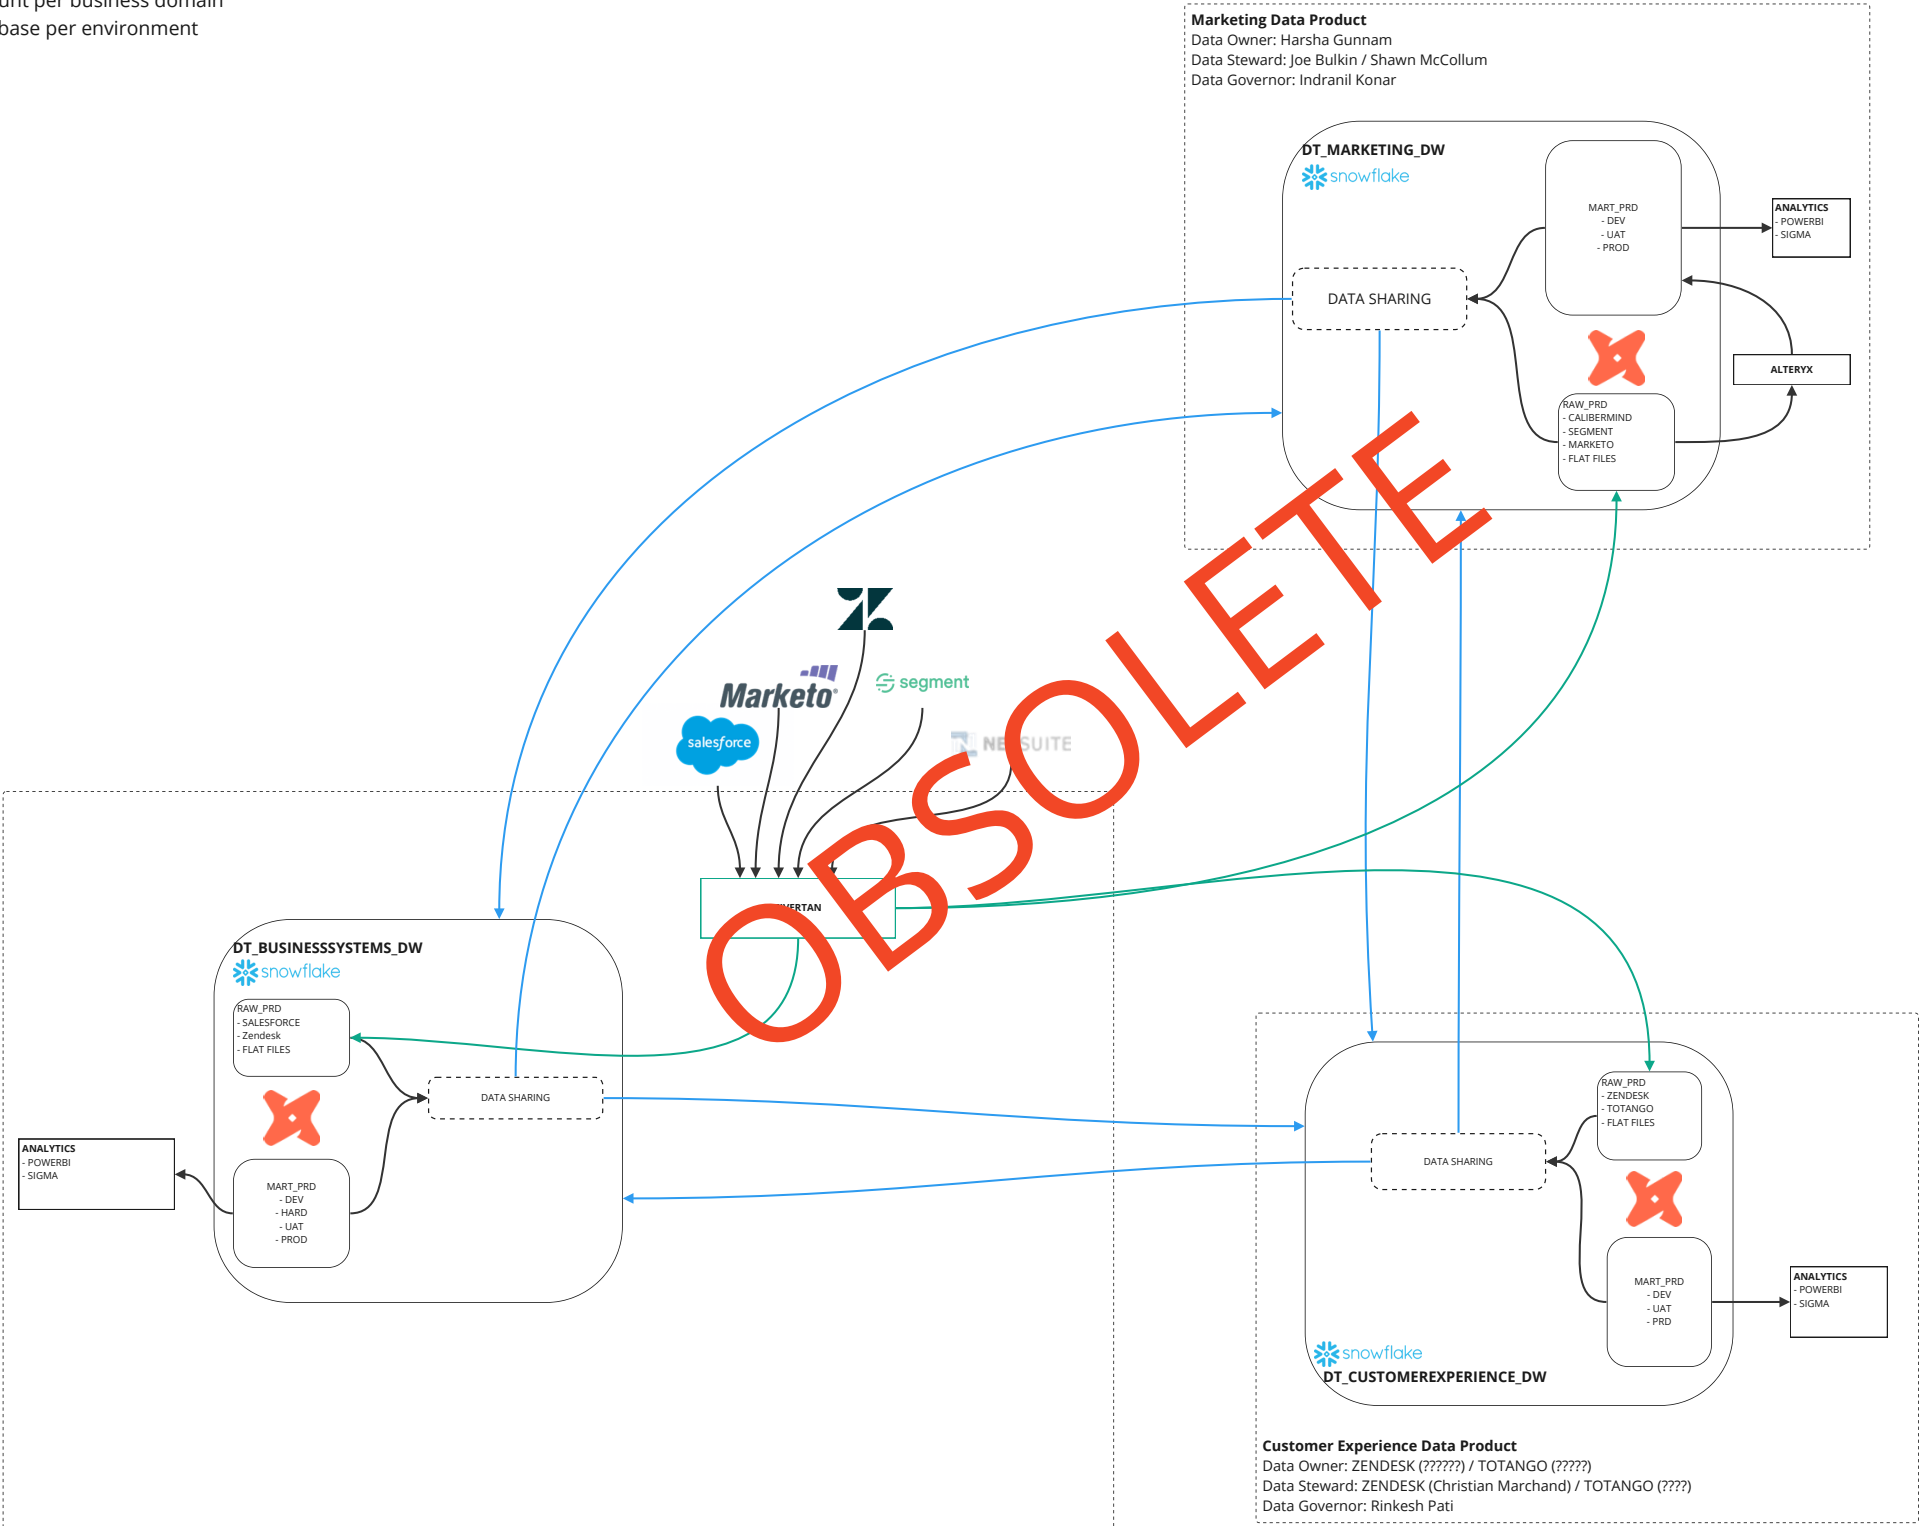 unt per business domain
base per environment
Marketing Data Product
Data Owner: Harsha Gunnam
Data Steward: Joe Bulkin / Shawn McCollum
Data Governor: Indranil Konar
DT_MARKETING_DW
snowflake
MART_PRD
- DEV
- UAT
- PROD
ANALYTICS
- POWERBI
- SIGMA
DATA SHARING
ALTERYX
RAW_PRD
- CALIBERMIND
- SEGMENT
- MARKETO
- FLAT FILES
OBSOLETE
Marketo
segment
salesforce
NETSUITE
VERTAN
DT_BUSINESSSYSTEMS_DW
snowflake
RAW_PRD
- SALESFORCE
- Zendesk
- FLAT FILES
DATA SHARING
ANALYTICS
- POWERBI
- SIGMA
MART_PRD
- DEV
- HARD
- UAT
- PROD
RAW_PRD
- ZENDESK
- TOTANGO
- FLAT FILES
DATA SHARING
MART_PRD
- DEV
- UAT
- PRD
ANALYTICS
- POWERBI
- SIGMA
snowflake
DT_CUSTOMEREXPERIENCE_DW
Customer Experience Data Product
Data Owner: ZENDESK (??????) / TOTANGO (?????)
Data Steward: ZENDESK (Christian Marchand) / TOTANGO (????)
Data Governor: Rinkesh Pati